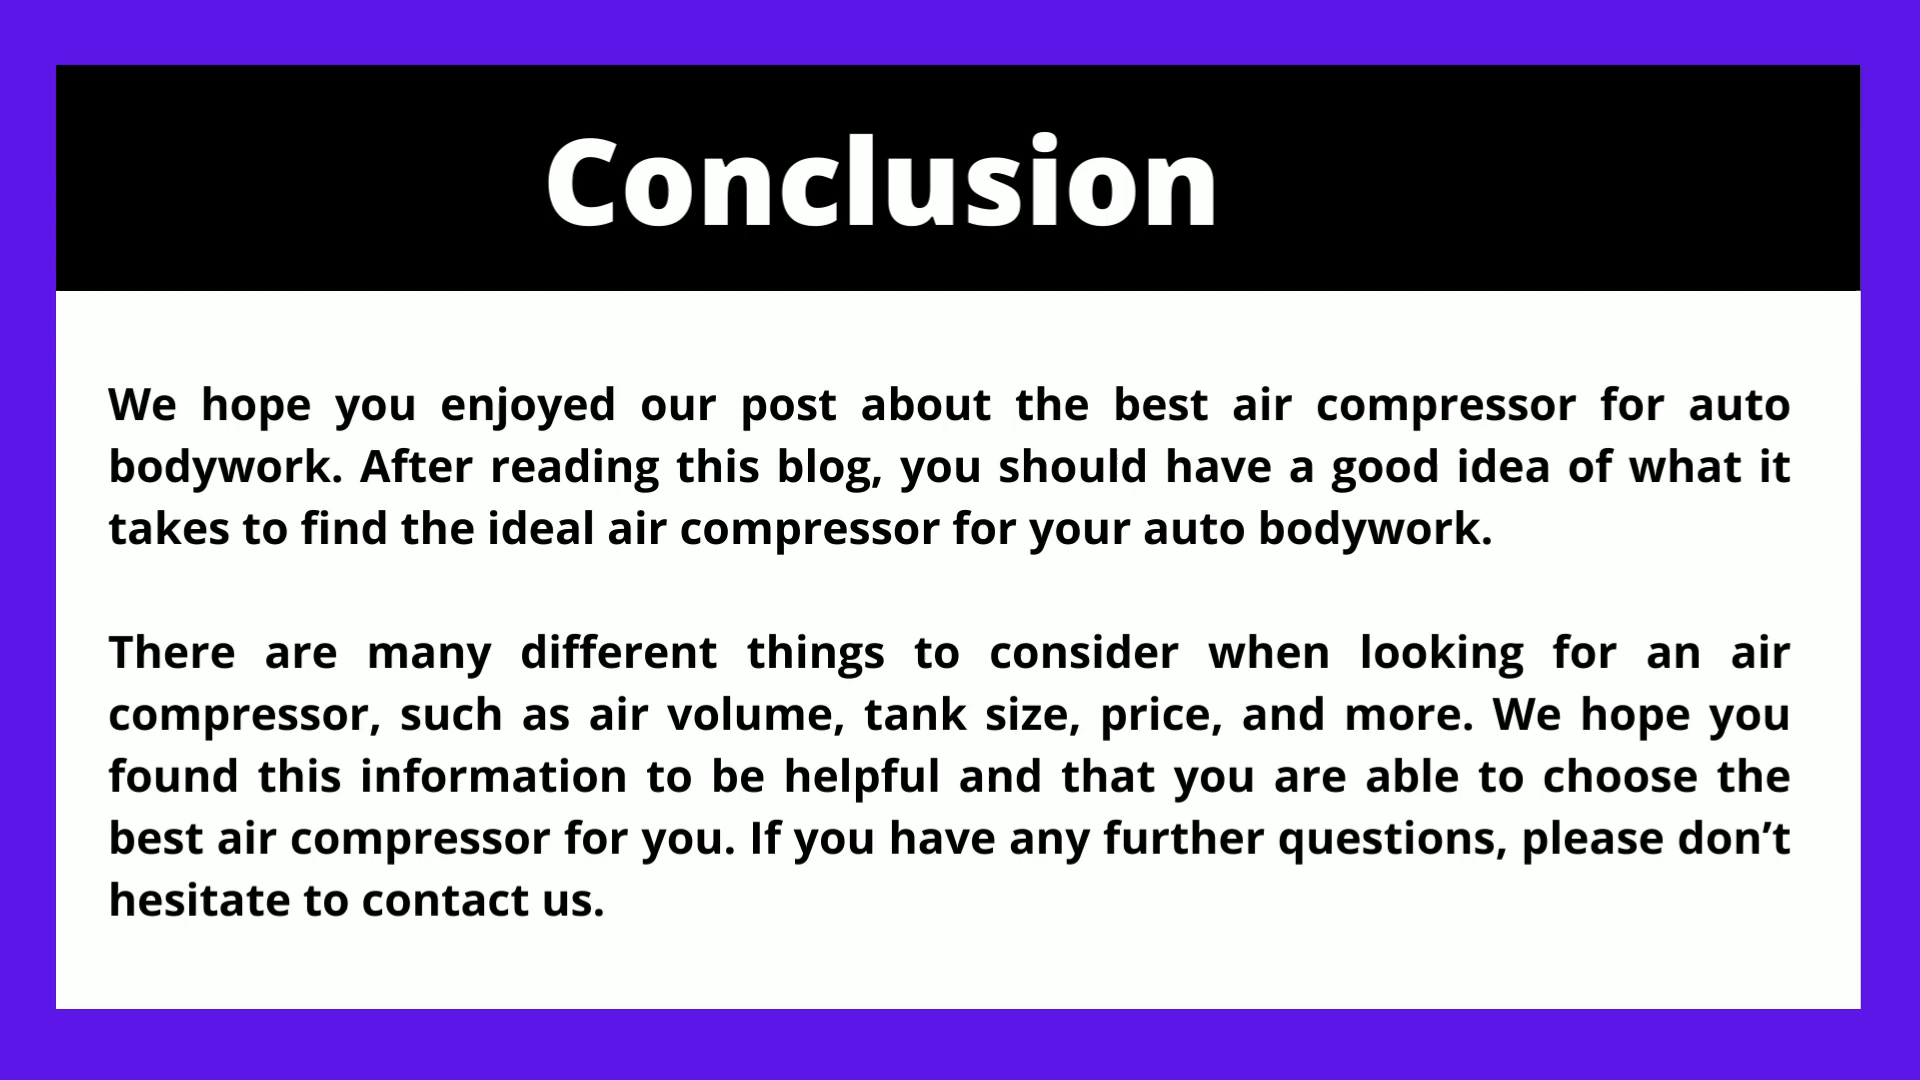 Conclusion
We hope you enjoyed our post about the best air compressor for auto
bodywork. After reading this blog, you should have a good idea of what it
takes to find the ideal air compressor for your auto bodywork.
There are many different things to consider when looking for an air
compressor, such as air volume, tank size, price, and more. We hope you
found this information to be helpful and that you are able to choose the
best air compressor for you. If you have any further questions, please don’t
hesitate to contact us.